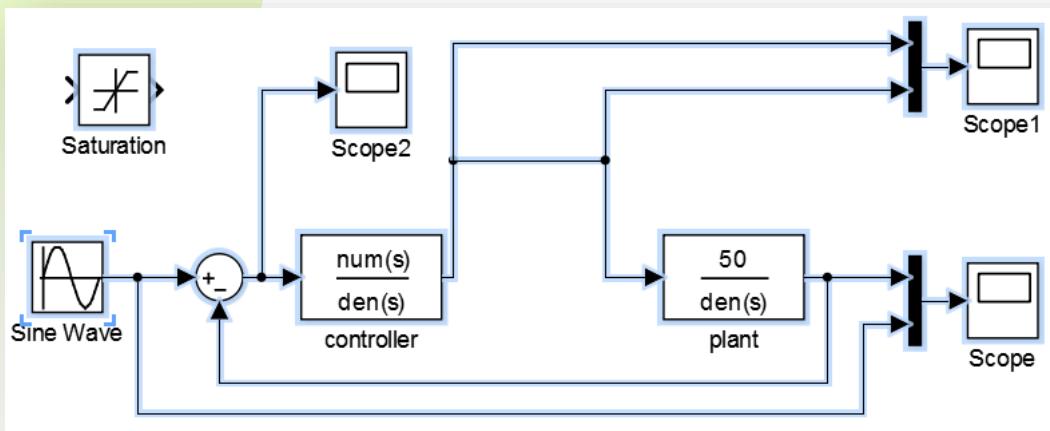 Saturation
Scope2
Scope1
Sine Wave
+
−
num(s)
den(s)
controller
50
den(s)
plant
Scope